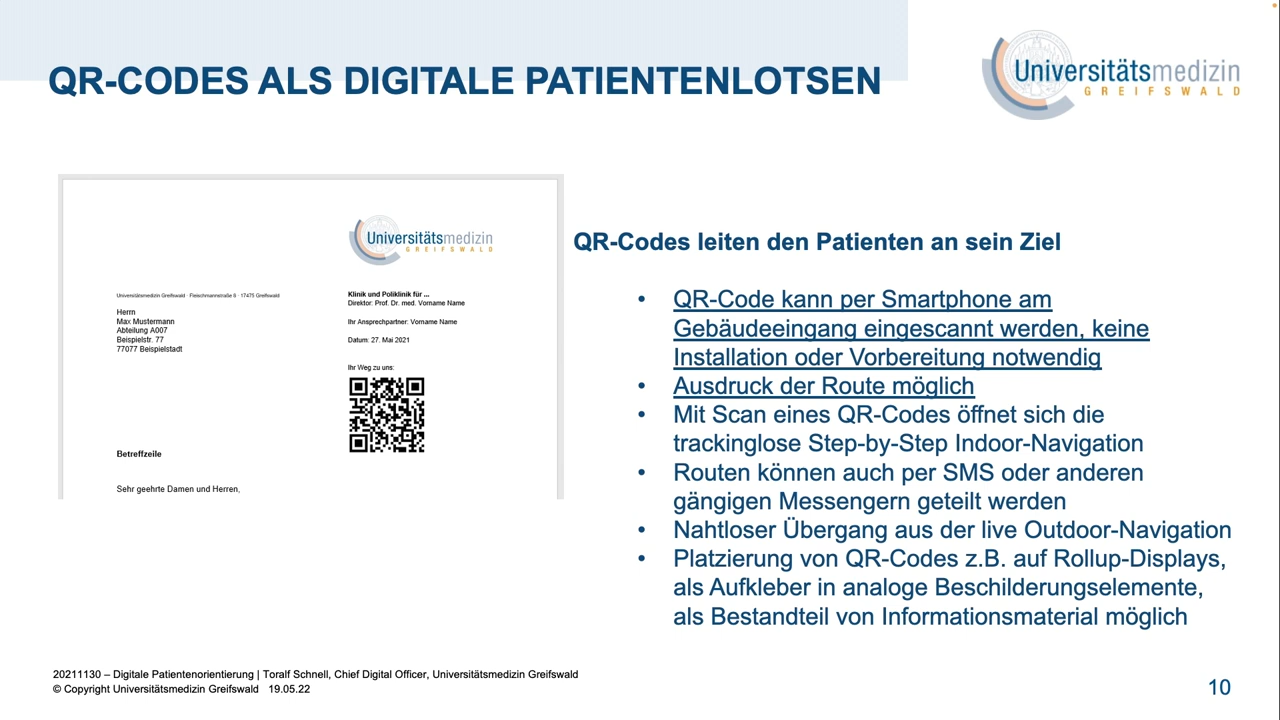 QR-CODES ALS DIGITALE PATIENTENLOTSEN
Universitätsmedizin
GREIFSWALD
Universitätsmedizin
GREIFSWALD
Universitätsmedizin Greifswald · Fleischmannstraße 8 · 17475 Greifswald
Herrn
Max Mustermann
Abteilung A007
Beispielstr. 77
77077 Beispielstadt
Klinik und Poliklinik für ...
Direktor: Prof. Dr. med. Vorname Name
Ihr Ansprechpartner: Vorname Name
Datum: 27. Mai 2021
Ihr Weg zu uns:
Betreffzeile
Sehr geehrte Damen und Herren,
QR-Codes leiten den Patienten an sein Ziel
• QR-Code kann per Smartphone am
Gebäudeeingang eingescannt werden, keine
Installation oder Vorbereitung notwendig
• Ausdruck der Route möglich
• Mit Scan eines QR-Codes öffnet sich die
trackinglose Step-by-Step Indoor-Navigation
• Routen können auch per SMS oder anderen
gängigen Messengern geteilt werden
• Nahtloser Übergang aus der live Outdoor-Navigation
• Platzierung von QR-Codes z.B. auf Rollup-Displays,
als Aufkleber in analoge Beschilderungselemente,
als Bestandteil von Informationsmaterial möglich
20211130 – Digitale Patientenorientierung | Toralf Schnell, Chief Digital Officer, Universitätsmedizin Greifswald
© Copyright Universitätsmedizin Greifswald 19.05.22
10